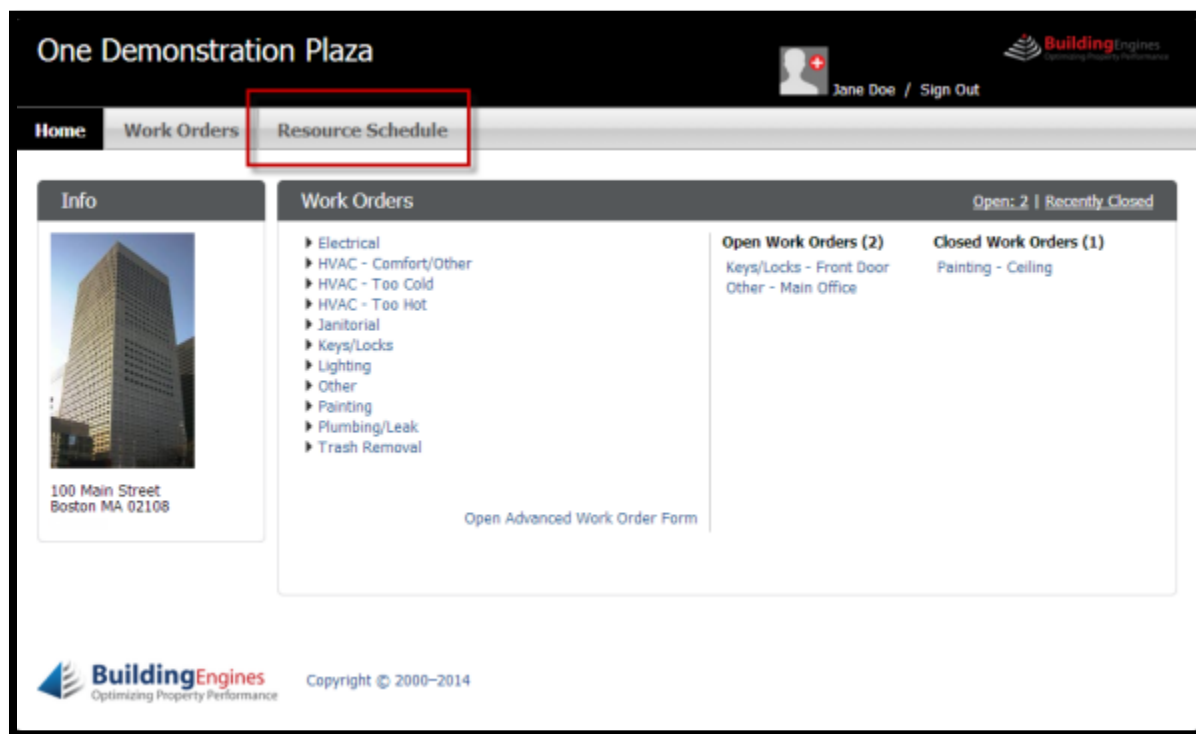 One Demonstration Plaza
BuildingEngines
Optimizing Property Performance
Jane Doe / Sign Out
Home Work Orders Resource Schedule
Info
Work Orders
Open: 2 | Recently Closed
Electrical
HVAC - Comfort/Other
HVAC - Too Cold
HVAC - Too Hot
Janitorial
Keys/Locks
Lighting
Other
Painting
Plumbing/Leak
Trash Removal
Open Advanced Work Order Form
Open Work Orders (2)
Keys/Locks - Front Door
Other - Main Office
Closed Work Orders (1)
Painting - Ceiling
100 Main Street
Boston MA 02108
BuildingEngines
Optimizing Property Performance
Copyright © 2000–2014